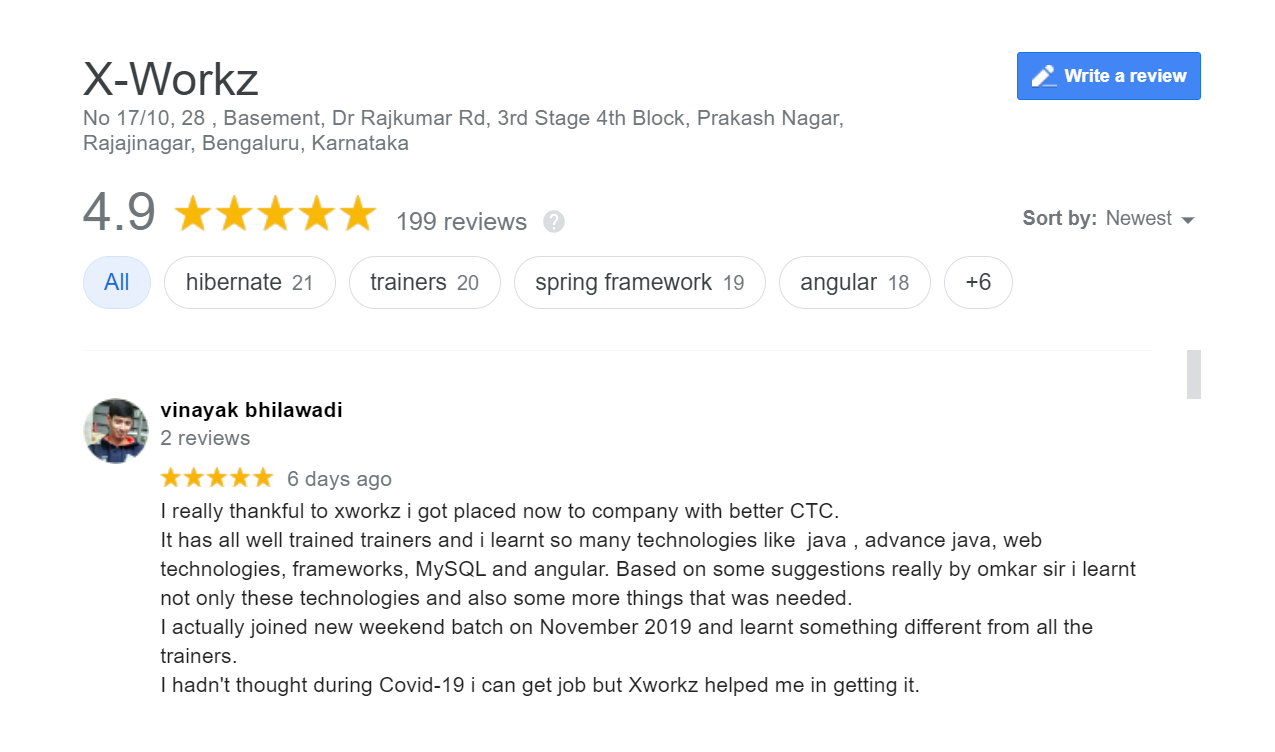 X-Workz
Write a review
No 17/10, 28 , Basement, Dr Rajkumar Rd, 3rd Stage 4th Block, Prakash Nagar,
Rajajinagar, Bengaluru, Karnataka
4.9 199 reviews ?
Sort by: Newest
All hibernate 21 trainers 20 spring framework 19 angular 18 +6
vinayak bhilawadi
2 reviews
6 days ago
I really thankful to xworkz i got placed now to company with better CTC.
It has all well trained trainers and i learnt so many technologies like  java , advance java, web
technologies, frameworks, MySQL and angular. Based on some suggestions really by omkar sir i learnt
not only these technologies and also some more things that was needed.
I actually joined new weekend batch on November 2019 and learnt something different from all the
trainers.
I hadn't thought during Covid-19 i can get job but Xworkz helped me in getting it.